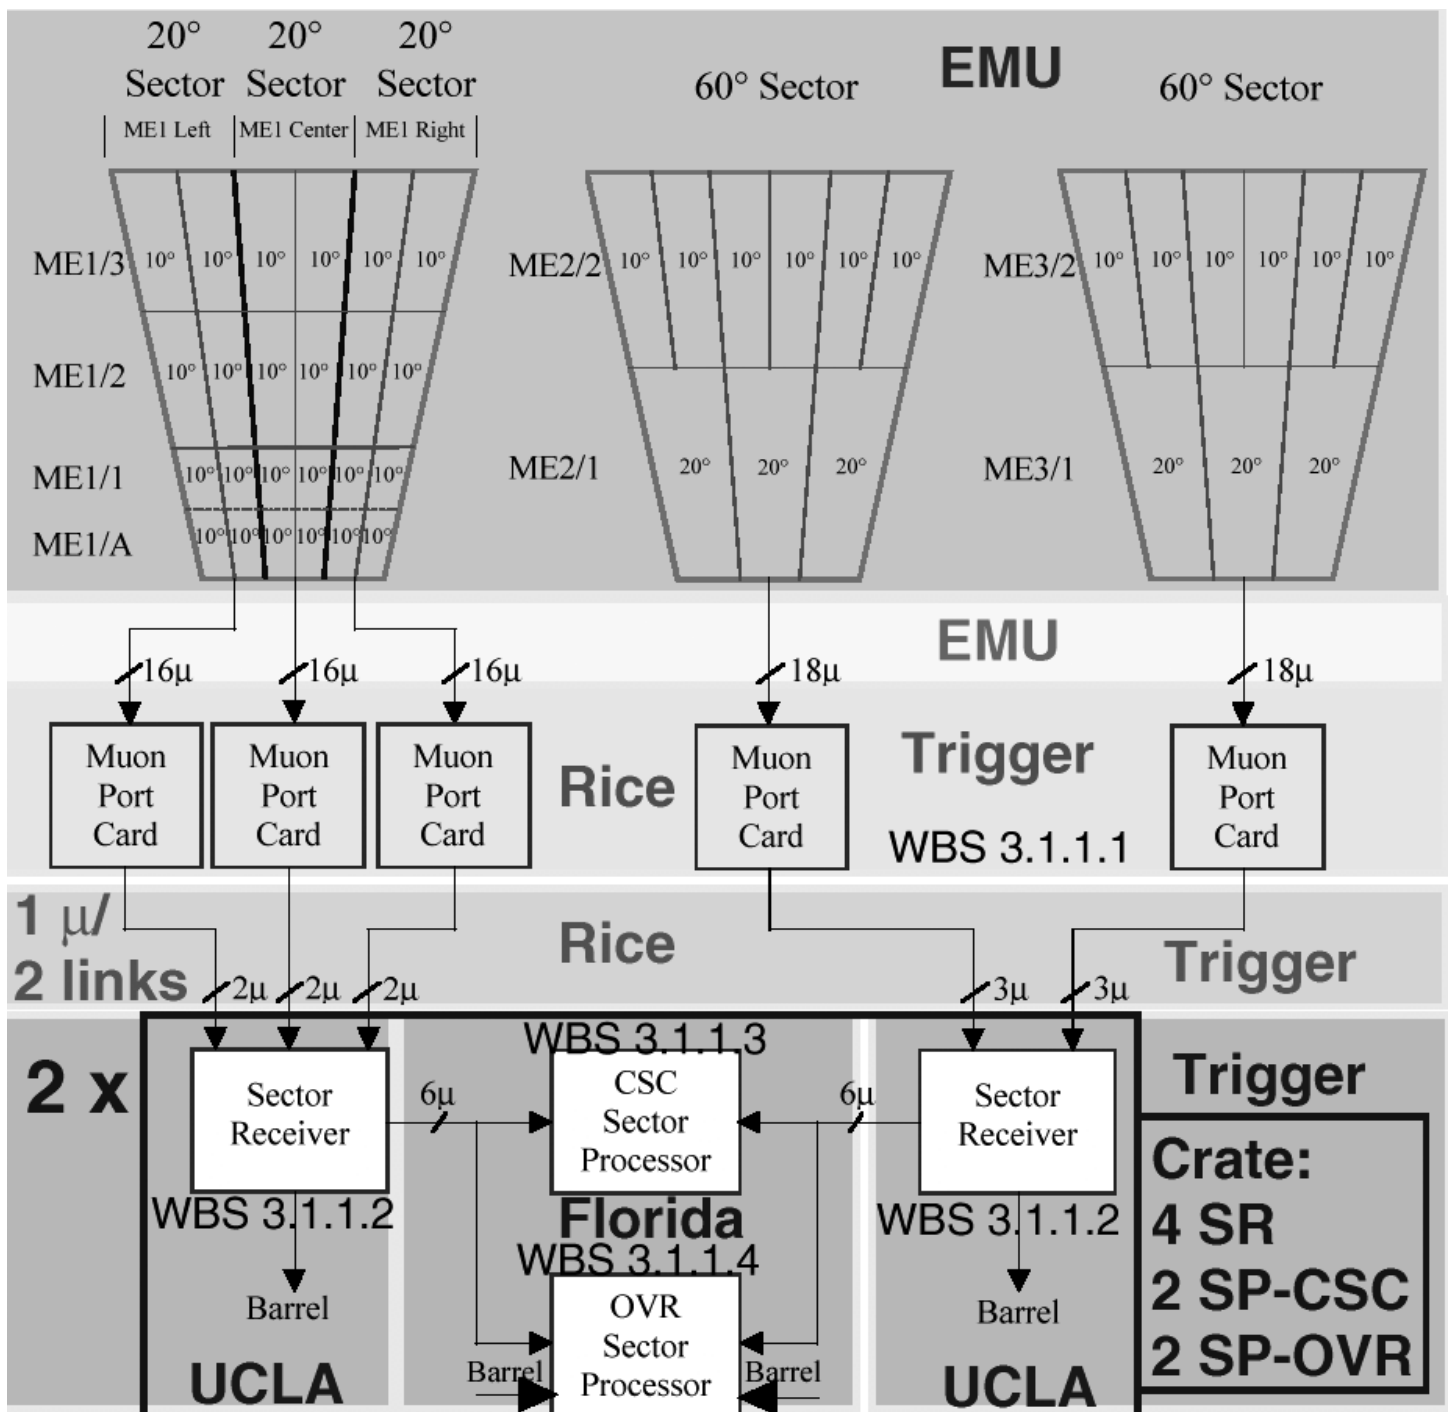 20° 20° 20°
Sector Sector Sector
ME1 Left ME1 Center ME1 Right
60° Sector
EMU
60° Sector
ME1/3 10° 10° 10° 10° 10° 10°
ME2/2 10° 10° 10° 10° 10° 10°
ME3/2 10° 10° 10° 10° 10° 10°
ME1/2 10° 10° 10° 10° 10° 10°
ME1/1 10° 10° 10° 10° 10° 10°
ME2/1 20° 20° 20°
ME3/1 20° 20° 20°
ME1/A 10° 10° 10° 10° 10° 10°
EMU
16μ 16μ 16μ 18μ 18μ
Muon
Port
Card
Muon
Port
Card
Muon
Port
Card
Rice
Muon
Port
Card
Trigger
WBS 3.1.1.1
Muon
Port
Card
1 μ/
2 links
Rice
Trigger
2μ 2μ 2μ 3μ 3μ
2 x
Sector
Receiver
WBS 3.1.1.2
Barrel
UCLA
6μ
WBS 3.1.1.3
CSC
Sector
Processor
Florida
WBS 3.1.1.4
OVR
Sector
Processor
Barrel
Barrel
6μ
Sector
Receiver
WBS 3.1.1.2
Barrel
UCLA
Trigger
Crate:
4 SR
2 SP-CSC
2 SP-OVR